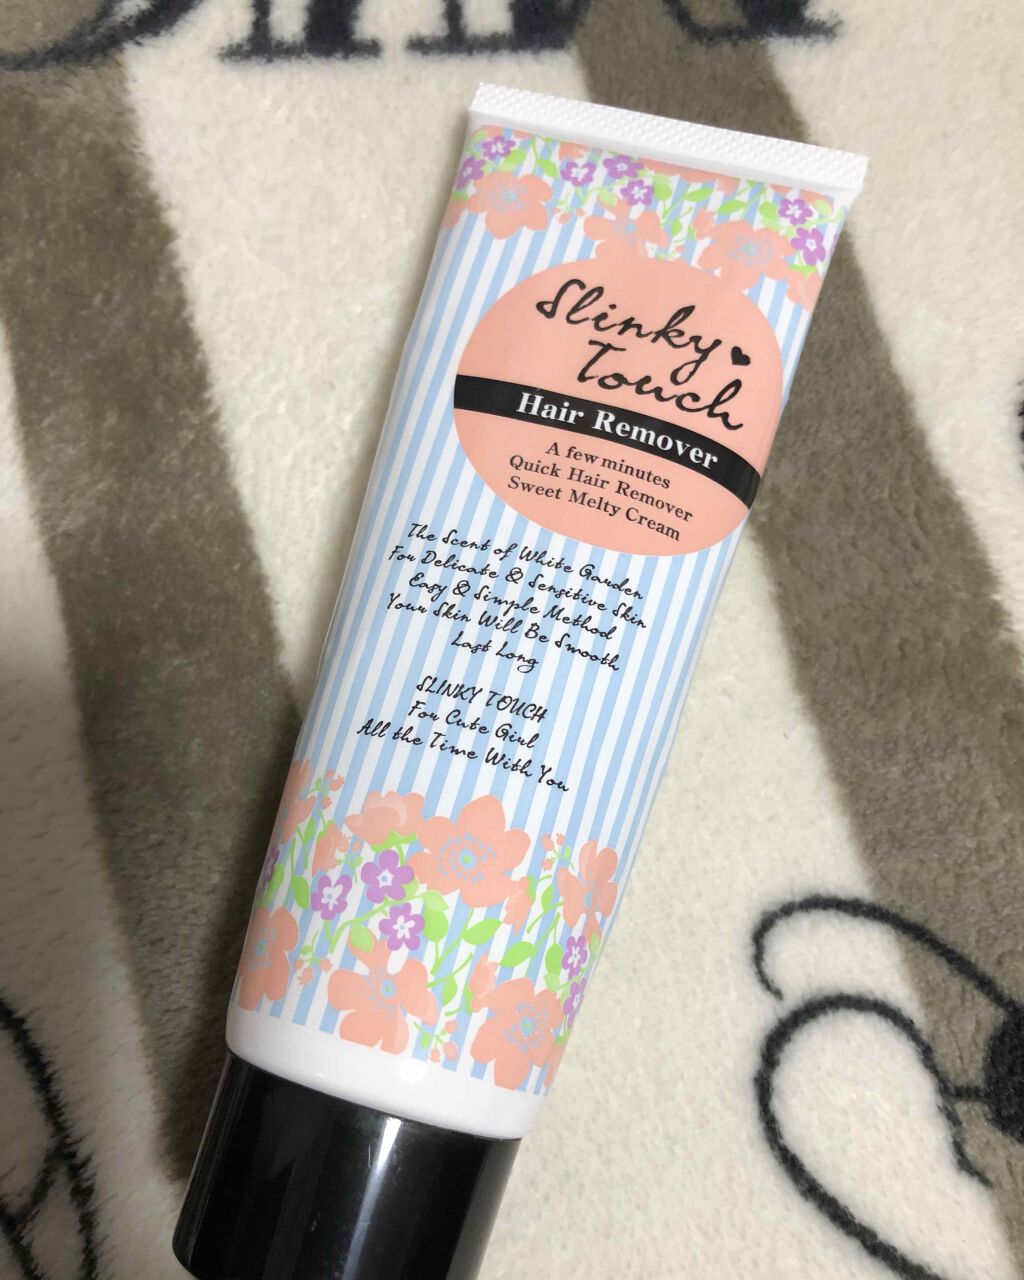 Slinky
Touch
Hair Remover
A few minutes
Quick Hair Remover
Sweet Melty Cream
The Scent of White Garden
For Delicate & Sensitive Skin
Easy & Simple Method
Your Skin Will Be Smooth
Last Long
SLINKY TOUCH
For Cute Girl
All the Time With You